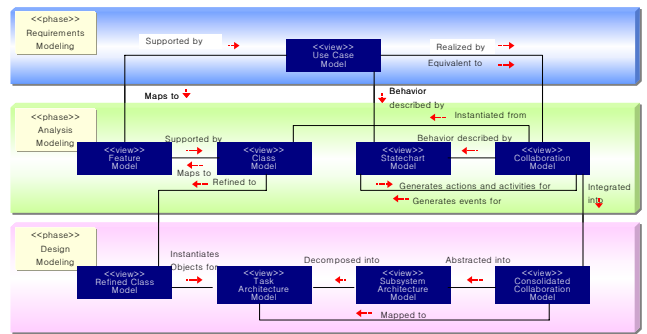 <<phase>>
Requirements
Modeling
Supported by
<<view>>
Use Case
Model
Realized by
Equivalent to
Maps to
Behavior
described by
Instantiated from
<<phase>>
Analysis
Modeling
Supported by
Behavior described by
<<view>>
Feature
Model
<<view>>
Class
Model
<<view>>
Statechart
Model
<<view>>
Collaboration
Model
Maps to
Refined to
Generates actions and activities for
Generates events for
Integrated
into
<<phase>>
Design
Modeling
Instantiates
Objects for
Decomposed into
Abstracted into
<<view>>
Refined Class
Model
<<view>>
Task
Architecture
Model
<<view>>
Subsystem
Architecture
Model
<<view>>
Consolidated
Collaboration
Model
Mapped to